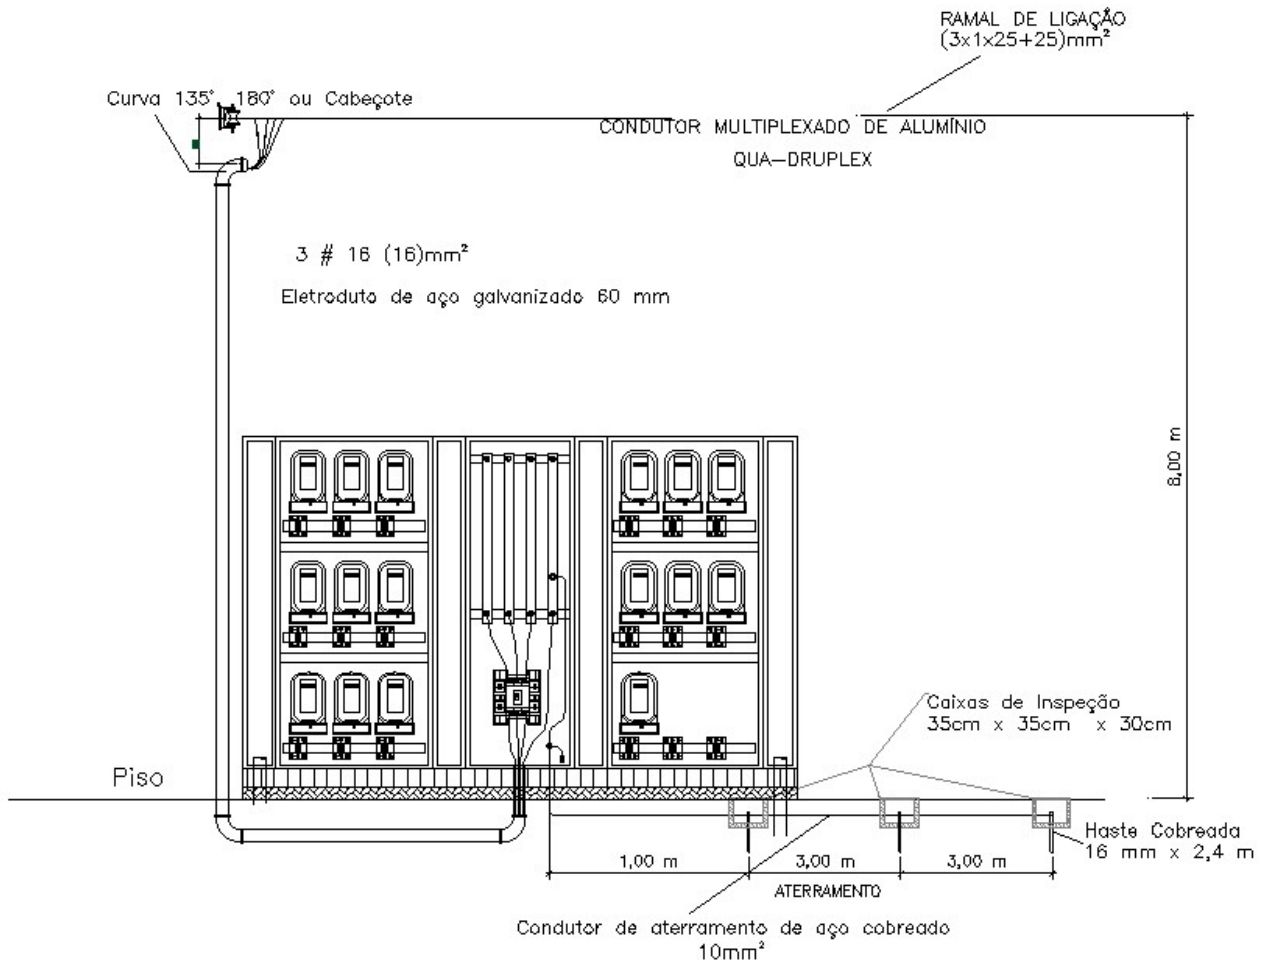 RAMAL DE LIGAÇÃO
(3x1x25+25)mm²
Curva 135° 180° ou Cabeçote
CONDUTOR MULTIPLEXADO DE ALUMÍNIO
QUA-DRUPLEX
3 # 16 (16)mm²
Eletroduto de aço galvanizado 60 mm
8,00 m
Caixas de Inspeção
35cm x 35cm x 30cm
Piso
Haste Cobreada
16 mm x 2,4 m
1,00 m
3,00 m
3,00 m
ATERRAMENTO
Condutor de aterramento de aço cobreado
10mm²